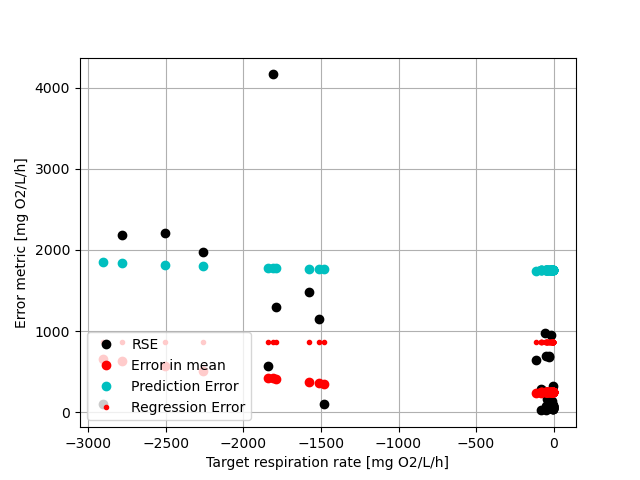 Error metric [mg O2/L/h]
4000
3000
2000
1000
0
RSE
Error in mean
Prediction Error
Regression Error
−3000 −2500 −2000 −1500 −1000 −500 0
Target respiration rate [mg O2/L/h]